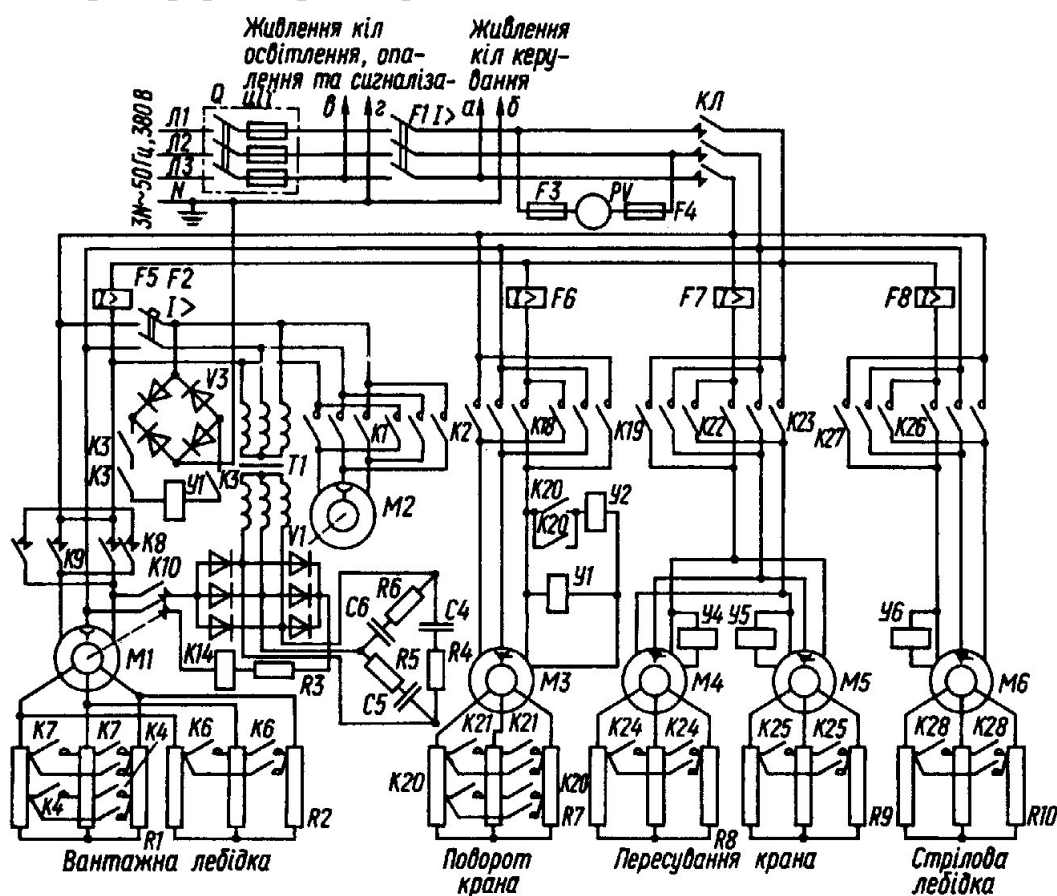 Живлення кіл
освітлення, опа-
лення та сигналіза-
ції
Живлення
кіл керу-
вання
Q
в
г
F1 I>
а
б
КЛ
3N~50Гц, 380В
Л1
Л2
Л3
N
F3
PV
F4
F5
F2
I>
I>
I>
F6
F7
I>
I>
F8
V3
K3
K3
У1
K3
T1
K1
K2
K18
K19
K22
K23
K27
K26
M2
K9
K8
K10
V1
K20
K20
У2
У1
R6
C6
C4
R5
R4
C5
У4
У5
У6
M1
K14
R3
M3
M4
M5
M6
K7
K7
K4
K6
K6
K21
K21
K24
K24
K25
K25
K28
K28
K4
K20
K20
R1
R2
R7
R8
R9
R10
Вантажна лебідка
Поворот
крана
Пересування крана
Стрілова
лебідка